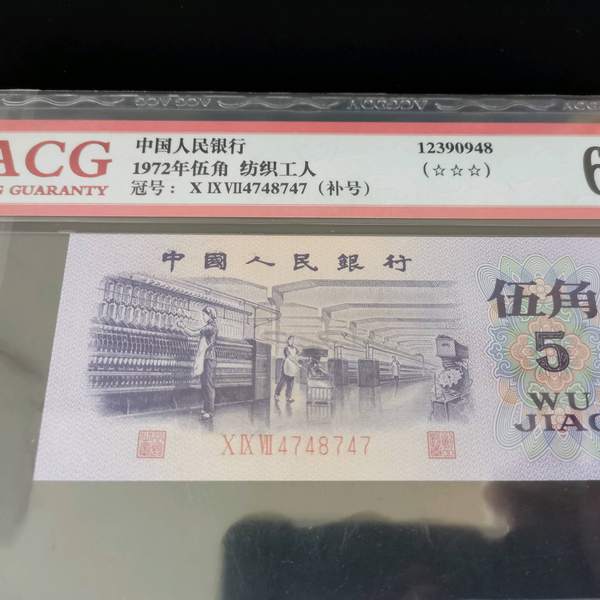 ACG
G GUARANTY
中国人民银行
1972年伍角 纺织工人
冠号：X IX VII4748747（补号）
12390948
(☆☆☆)
6
中國人民銀行
伍角
5
WU
JIAO
X IX VII 4748747